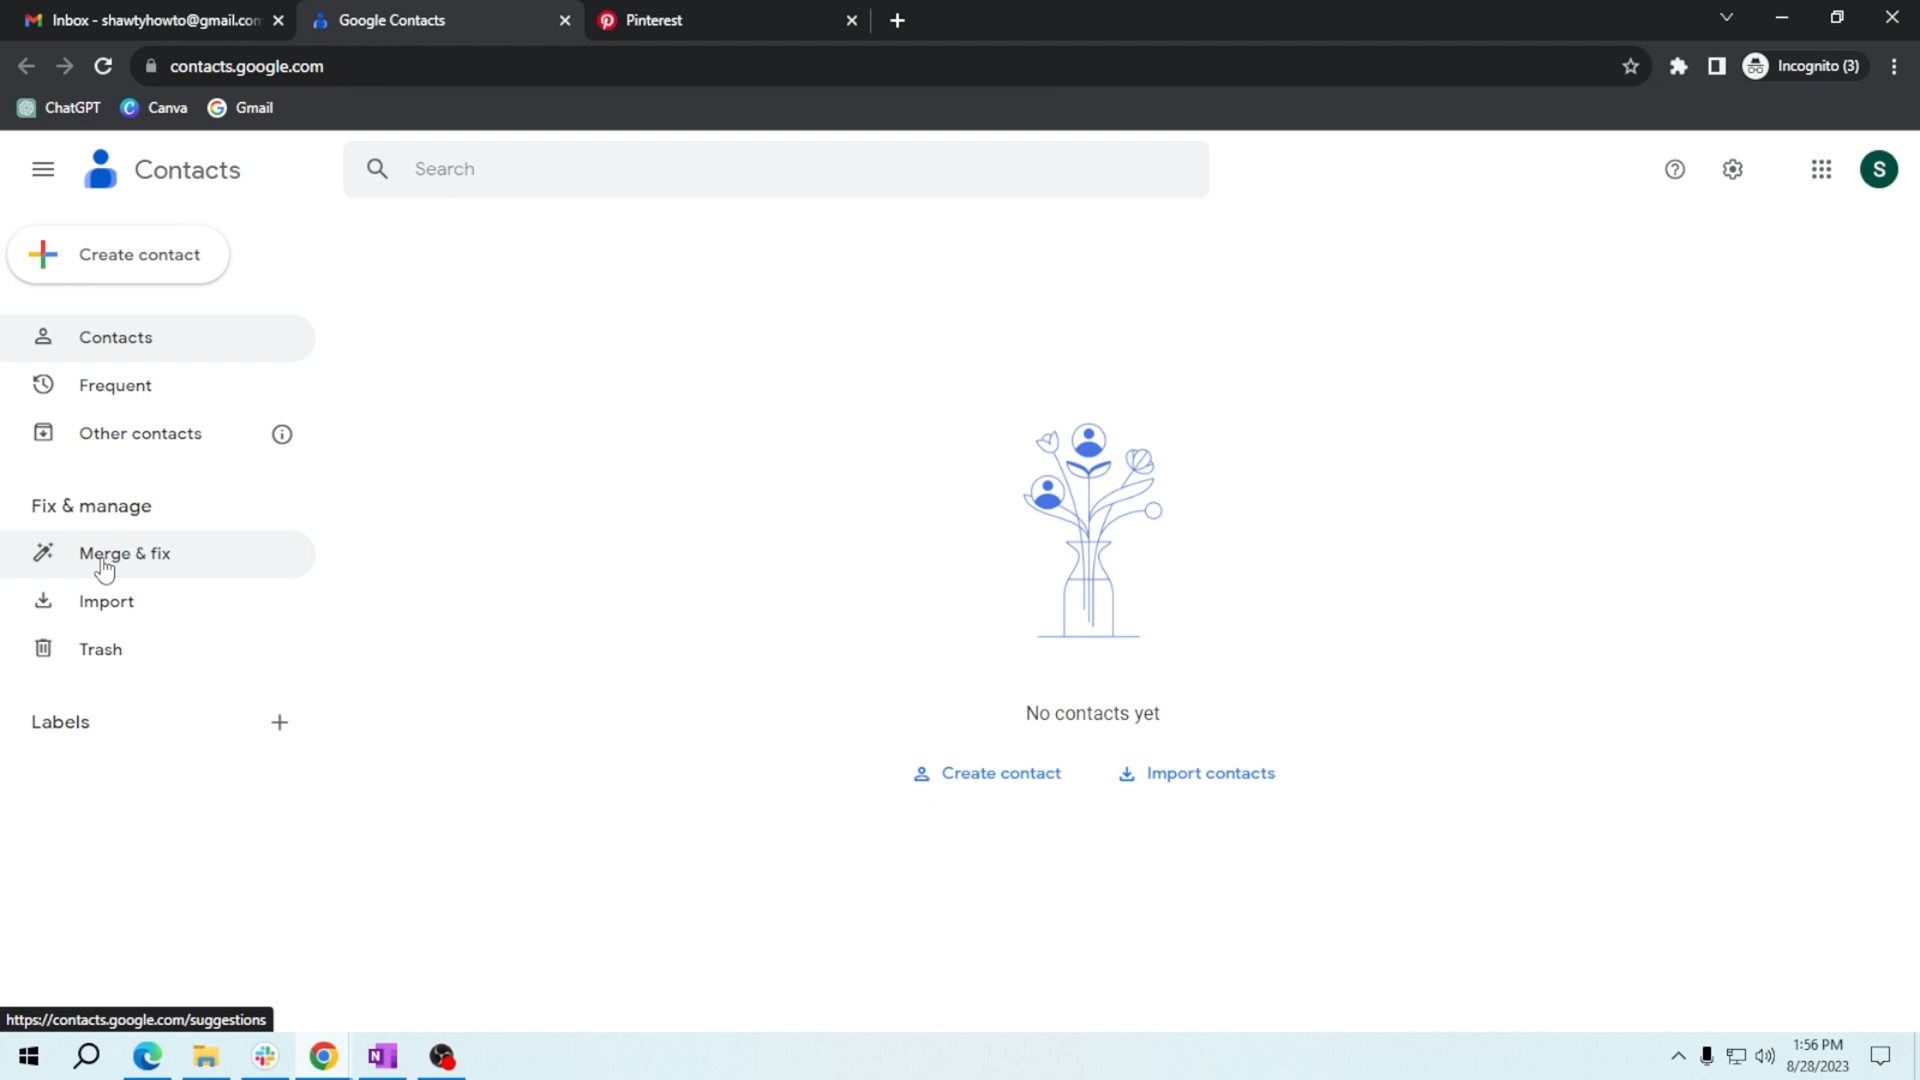 Inbox - shawtyhowto@gmail.com
Google Contacts
Pinterest
contacts.google.com
Incognito (3)
ChatGPT
Canva
Gmail
Contacts
Search
S
Create contact
Contacts
Frequent
Other contacts
Fix & manage
Merge & fix
Import
Trash
Labels
No contacts yet
Create contact
Import contacts
https://contacts.google.com/suggestions
1:56 PM
8/28/2023